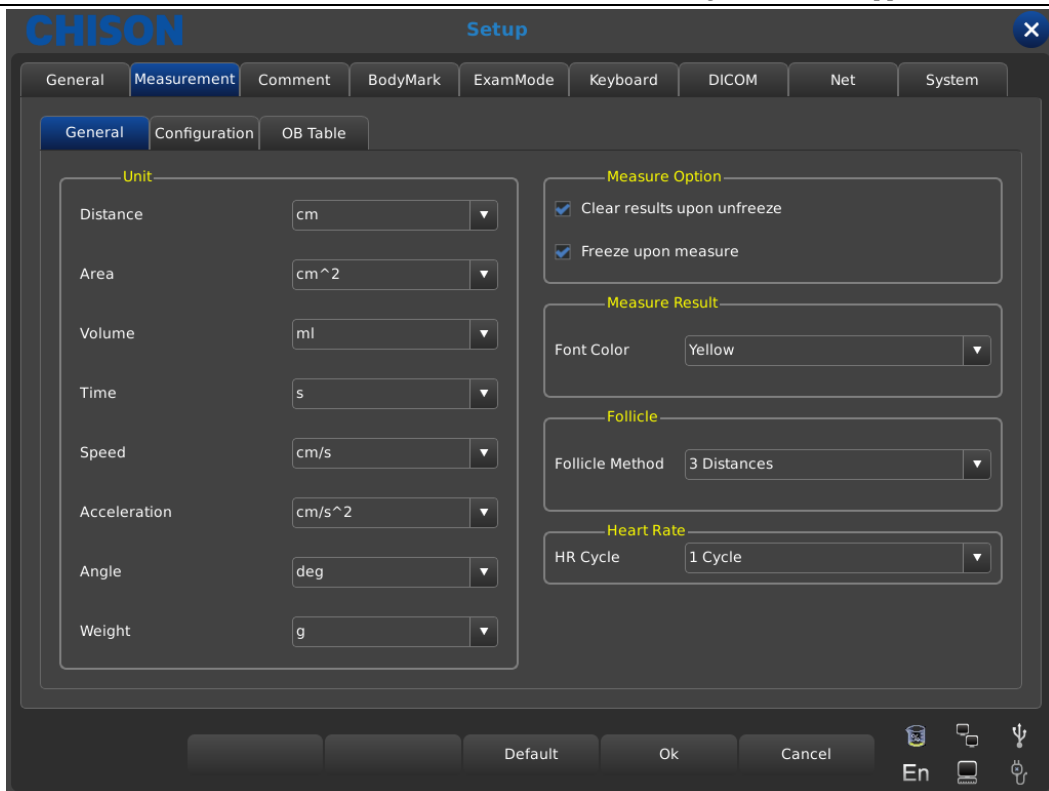 CHISON
Setup
General Measurement Comment BodyMark ExamMode Keyboard DICOM Net System
General Configuration OB Table
Unit
Distance cm
Area cm^2
Volume ml
Time s
Speed cm/s
Acceleration cm/s^2
Angle deg
Weight g
Measure Option
Clear results upon unfreeze
Freeze upon measure
Measure Result
Font Color Yellow
Follicle
Follicle Method 3 Distances
Heart Rate
HR Cycle 1 Cycle
Default Ok Cancel
En